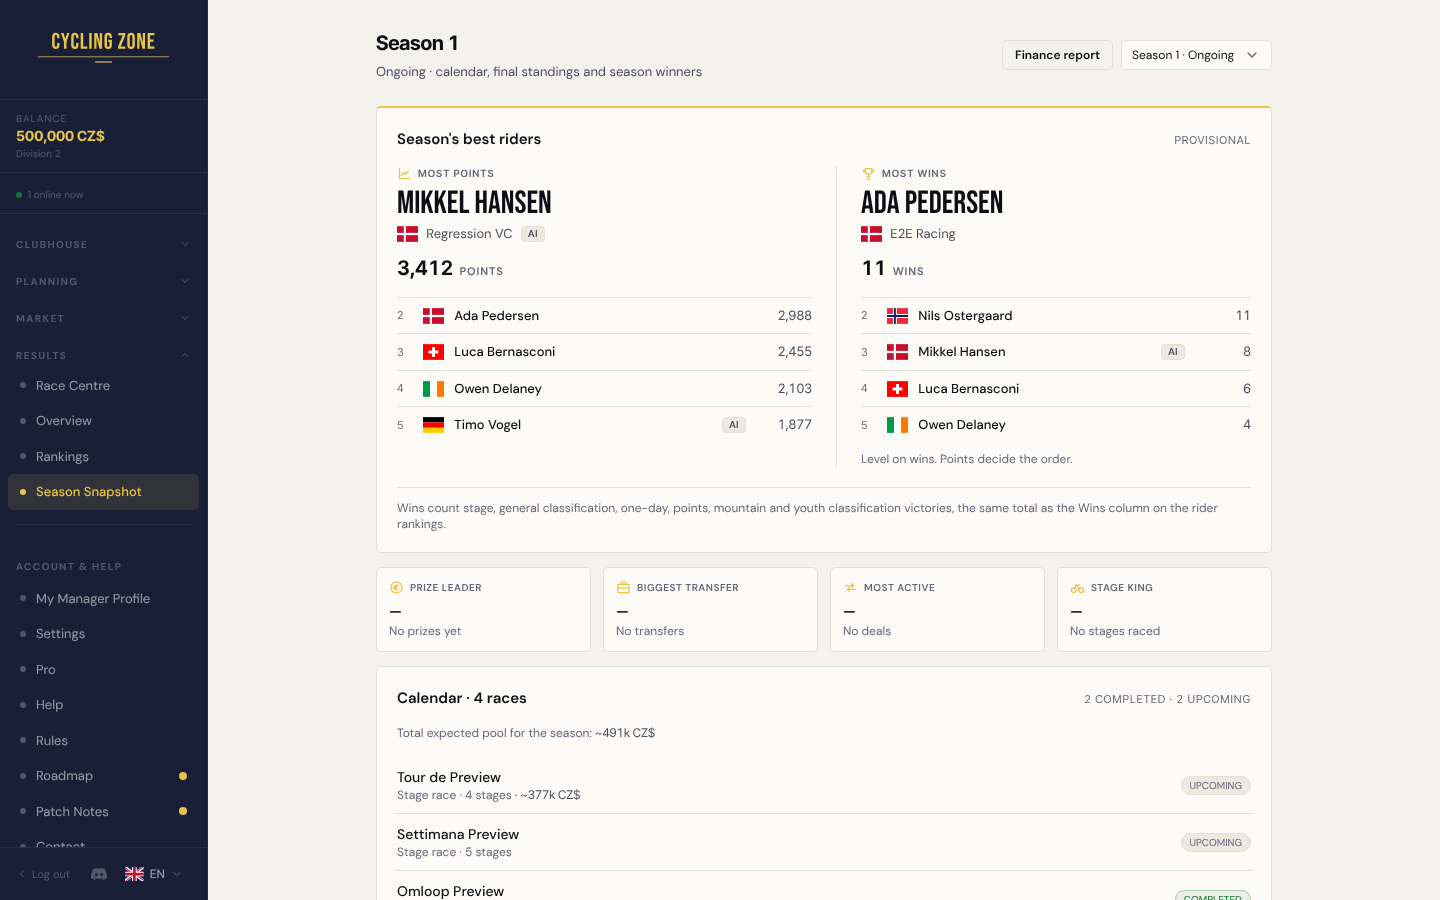 CYCLING ZONE
BALANCE
500,000 CZ$
Division 2
1 online now
CLUBHOUSE
PLANNING
MARKET
RESULTS
Race Centre
Overview
Rankings
Season Snapshot
ACCOUNT & HELP
My Manager Profile
Settings
Pro
Help
Rules
Roadmap
Patch Notes
Contact
Log out
EN
Season 1
Ongoing · calendar, final standings and season winners
Finance report
Season 1 · Ongoing
Season's best riders
PROVISIONAL
MOST POINTS
MIKKEL HANSEN
Regression VC AI
3,412 POINTS
2 Ada Pedersen 2,988
3 Luca Bernasconi 2,455
4 Owen Delaney 2,103
5 Timo Vogel AI 1,877
MOST WINS
ADA PEDERSEN
E2E Racing
11 WINS
2 Nils Ostergaard 11
3 Mikkel Hansen AI 8
4 Luca Bernasconi 6
5 Owen Delaney 4
Level on wins. Points decide the order.
Wins count stage, general classification, one-day, points, mountain and youth classification victories, the same total as the Wins column on the rider
rankings.
PRIZE LEADER
—
No prizes yet
BIGGEST TRANSFER
—
No transfers
MOST ACTIVE
—
No deals
STAGE KING
—
No stages raced
Calendar · 4 races
2 COMPLETED · 2 UPCOMING
Total expected pool for the season: ~491k CZ$
Tour de Preview
Stage race · 4 stages · ~377k CZ$
UPCOMING
Settimana Preview
Stage race · 5 stages
UPCOMING
Omloop Preview
COMPLETED